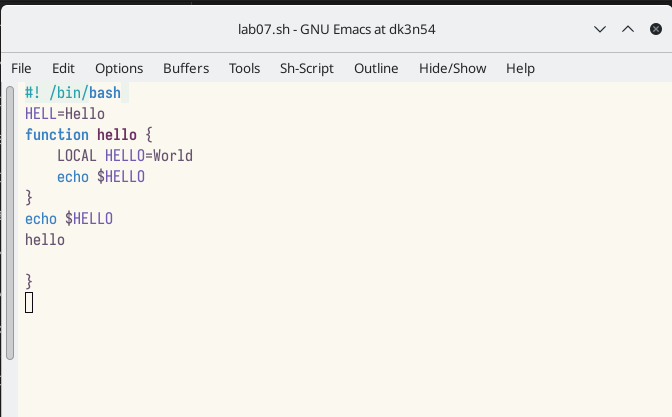 lab07.sh - GNU Emacs at dk3n54
File Edit Options Buffers Tools Sh-Script Outline Hide/Show Help
#! /bin/bash
HELL=Hello
function hello {
    LOCAL HELLO=World
    echo $HELLO
}
echo $HELLO
hello

}